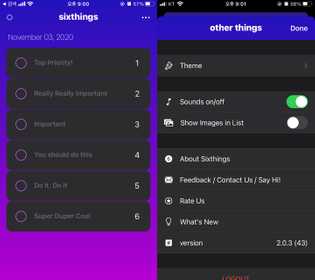 9:00
57%
sixthings
November 03, 2020
Top Priority! 1
Really Really Important 2
Important 3
You should do this 4
Do it, Do it 5
Super Duper Cool 6
KT 9:01
other things Done
Theme
Sounds on/off
Show Images in List
About Sixthings
Feedback / Contact Us / Say Hi!
Rate Us
What's New
version 2.0.3 (43)
LOGOUT